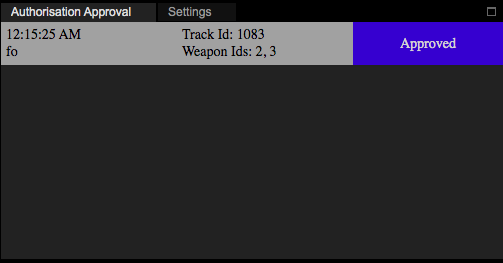 Authorisation Approval Settings
12:15:25 AM Track Id: 1083
fo Weapon Ids: 2, 3
Approved